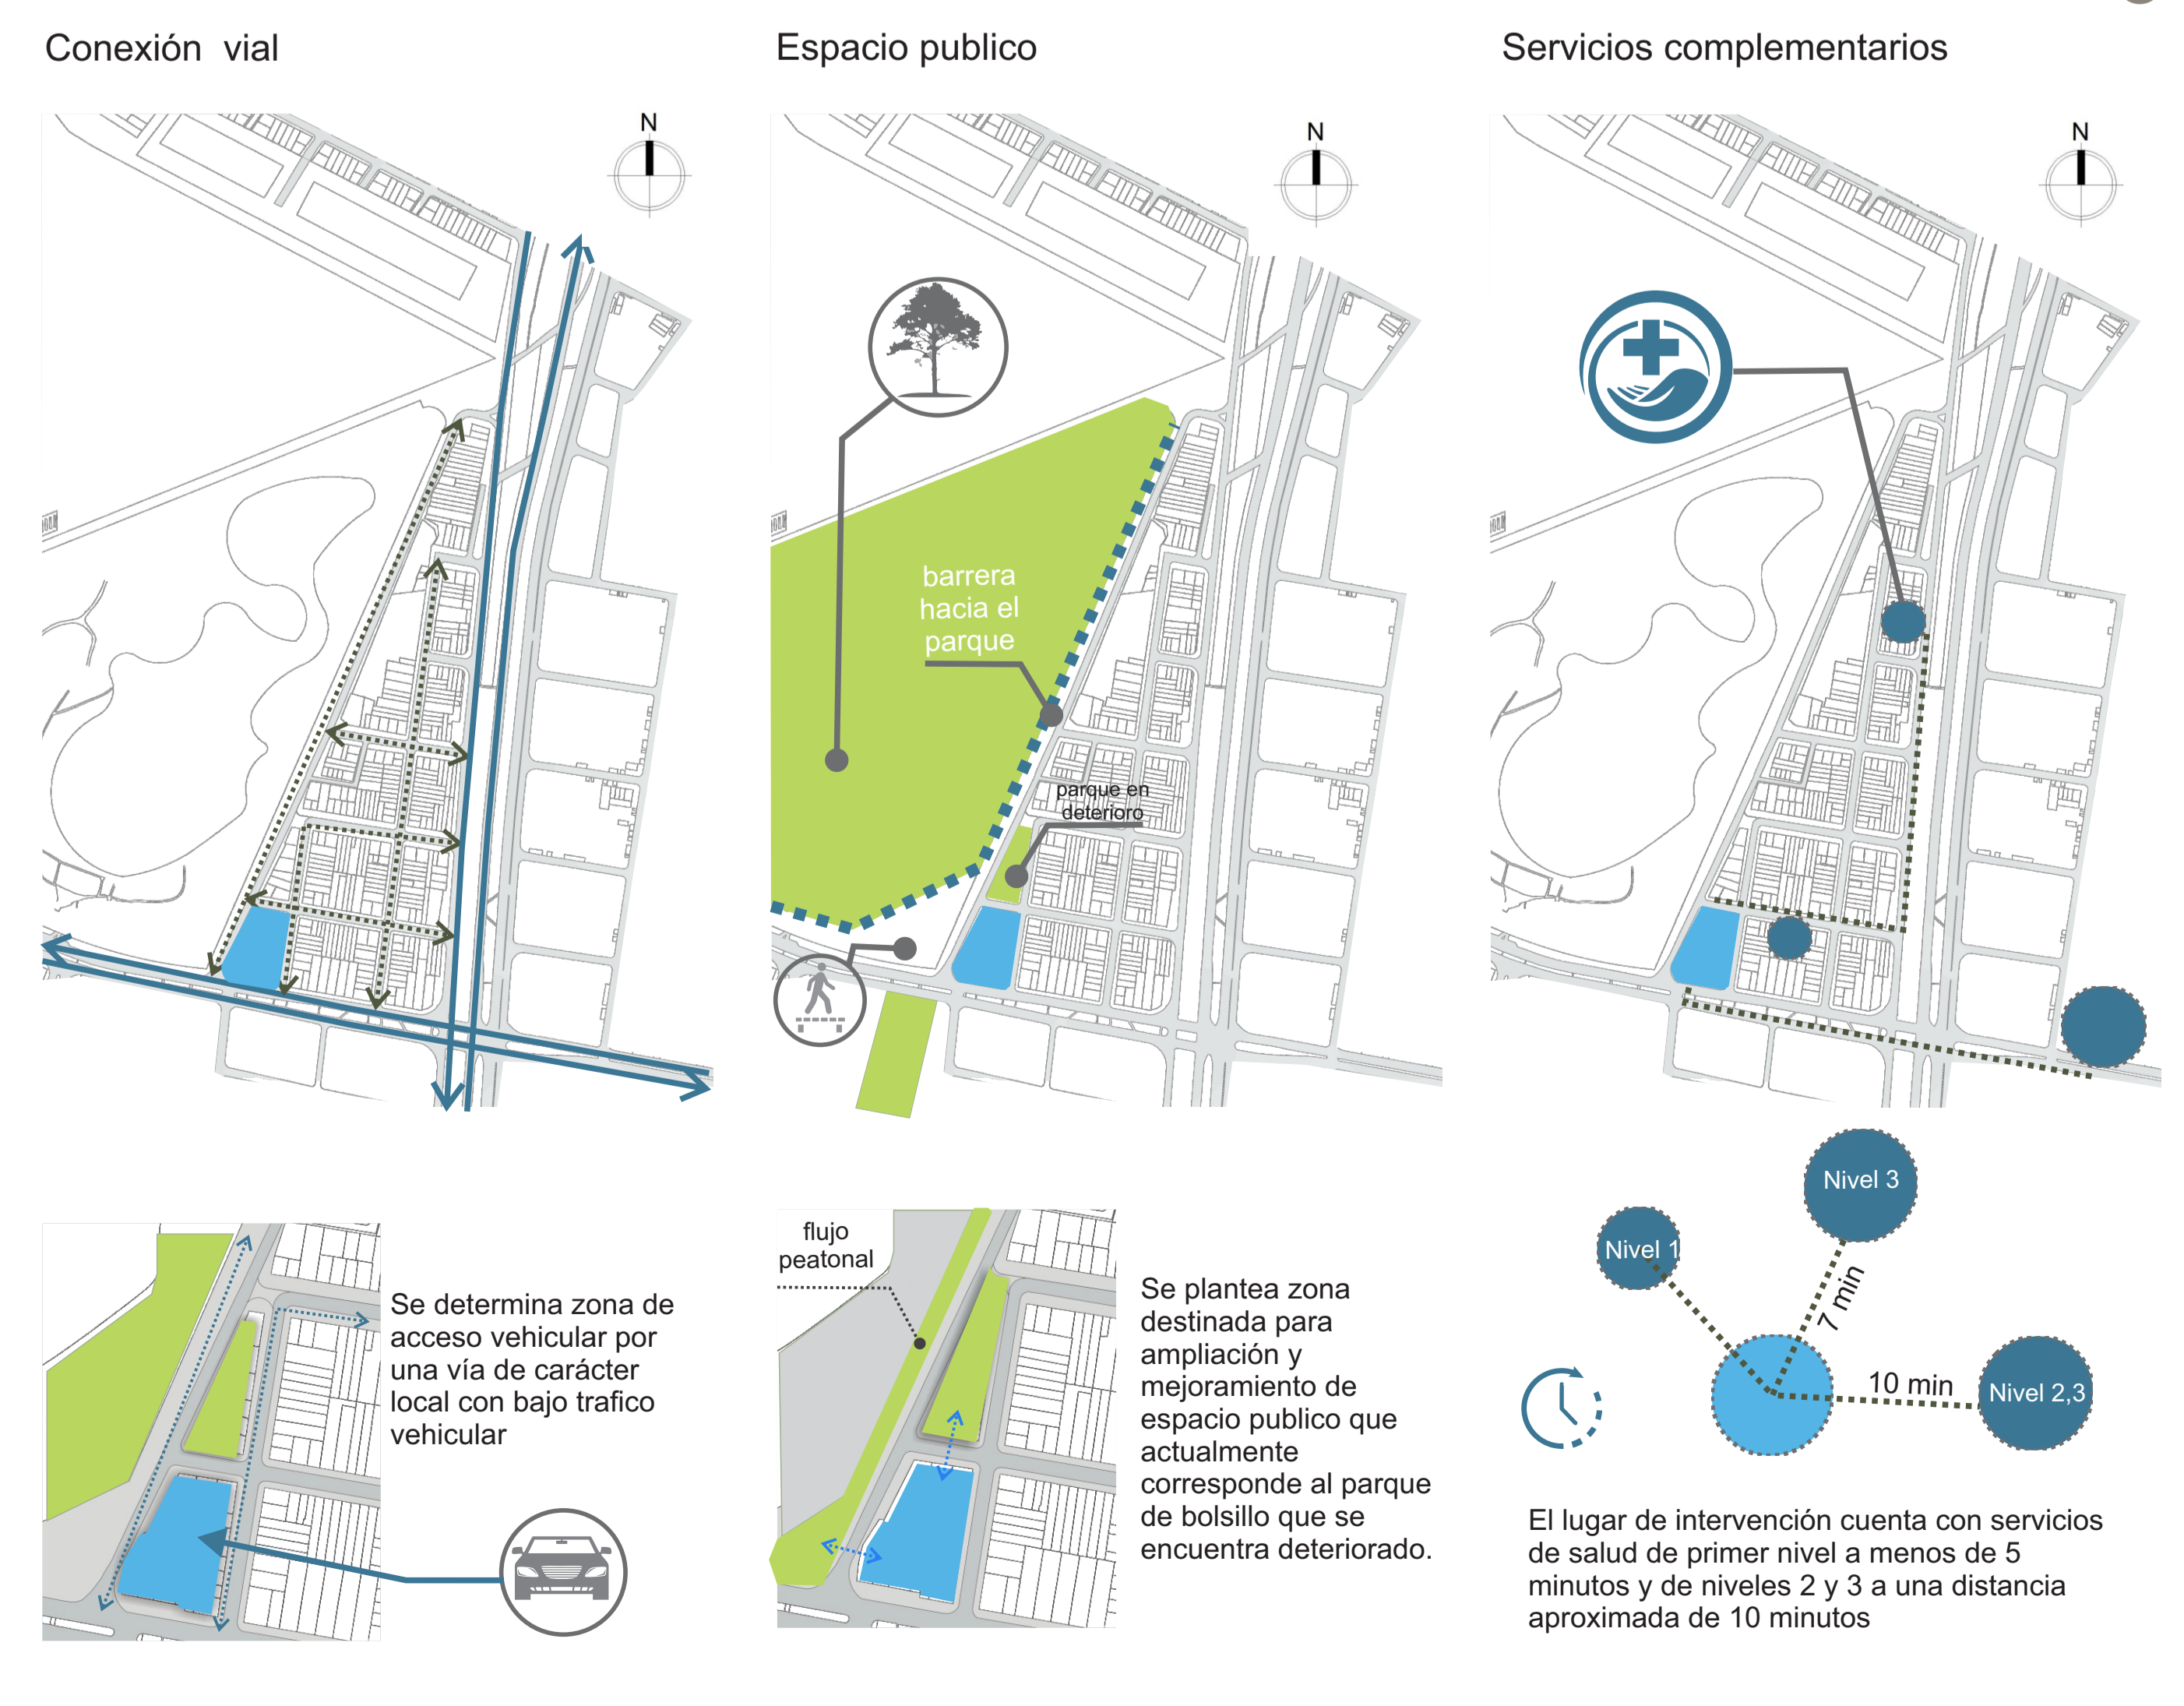 Conexión vial
Espacio publico
Servicios complementarios
N
N
N
barrera
hacia el
parque
parque en
deterioro
Se determina zona de
acceso vehicular por
una vía de carácter
local con bajo trafico
vehicular
flujo
peatonal
Se plantea zona
destinada para
ampliación y
mejoramiento de
espacio publico que
actualmente
corresponde al parque
de bolsillo que se
encuentra deteriorado.
Nivel 3
Nivel 1
7 min
10 min
Nivel 2,3
El lugar de intervención cuenta con servicios
de salud de primer nivel a menos de 5
minutos y de niveles 2 y 3 a una distancia
aproximada de 10 minutos